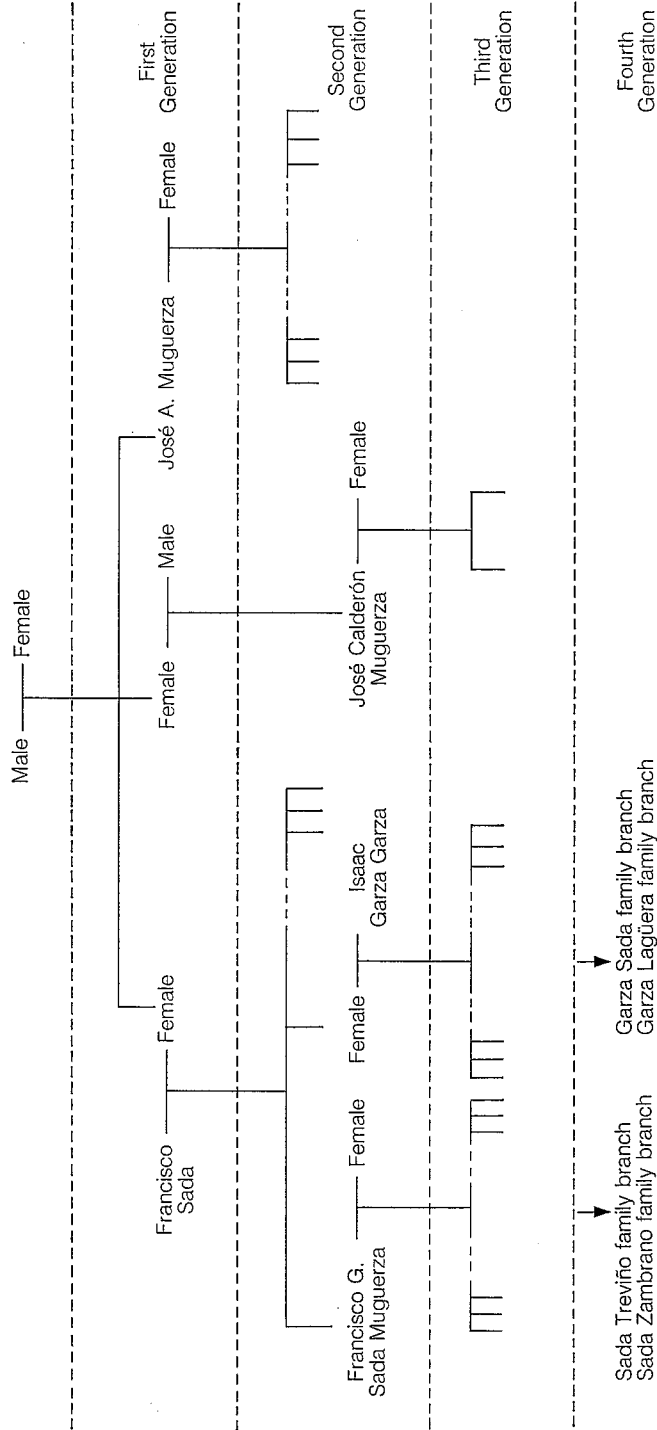 Male
Female
First
Generation
Francisco
Sada
Female
Female
Male
José A. Muguerza
Female
Second
Generation
Francisco G.
Sada Muguerza
Female
Female
Isaac
Garza Garza
José Calderón
Muguerza
Female
Third
Generation
Fourth
Generation
Sada Treviño family branch
Sada Zambrano family branch
Garza Sada family branch
Garza Lagüera family branch